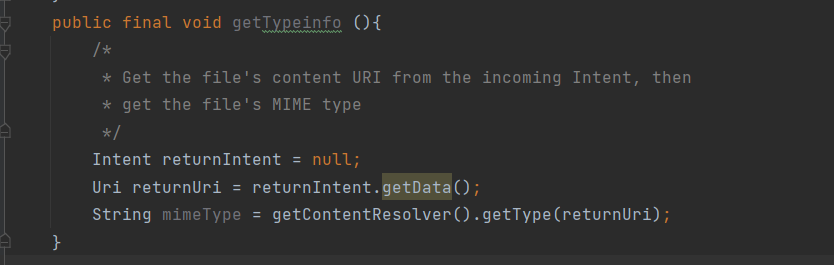 public final void getTypeinfo (){
/*
* Get the file's content URI from the incoming Intent, then
* get the file's MIME type
*/
Intent returnIntent = null;
Uri returnUri = returnIntent.getData();
String mimeType = getContentResolver().getType(returnUri);
}